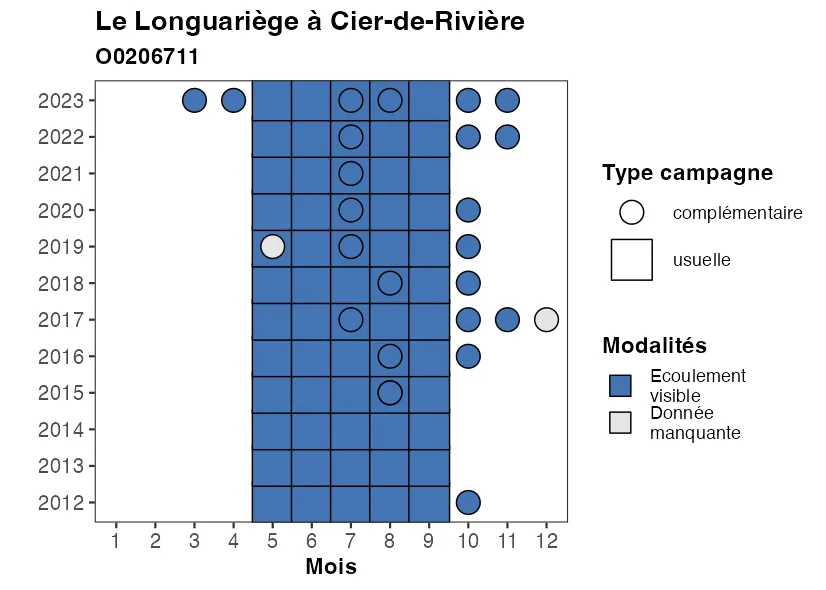 Le Longuariège à Cier-de-Rivière
O0206711
2023
2022
2021
2020
2019
2018
2017
2016
2015
2014
2013
2012
1 2 3 4 5 6 7 8 9 10 11 12
Mois
Type campagne
complémentaire
usuelle
Modalités
Ecoulement
visible
Donnée
manquante